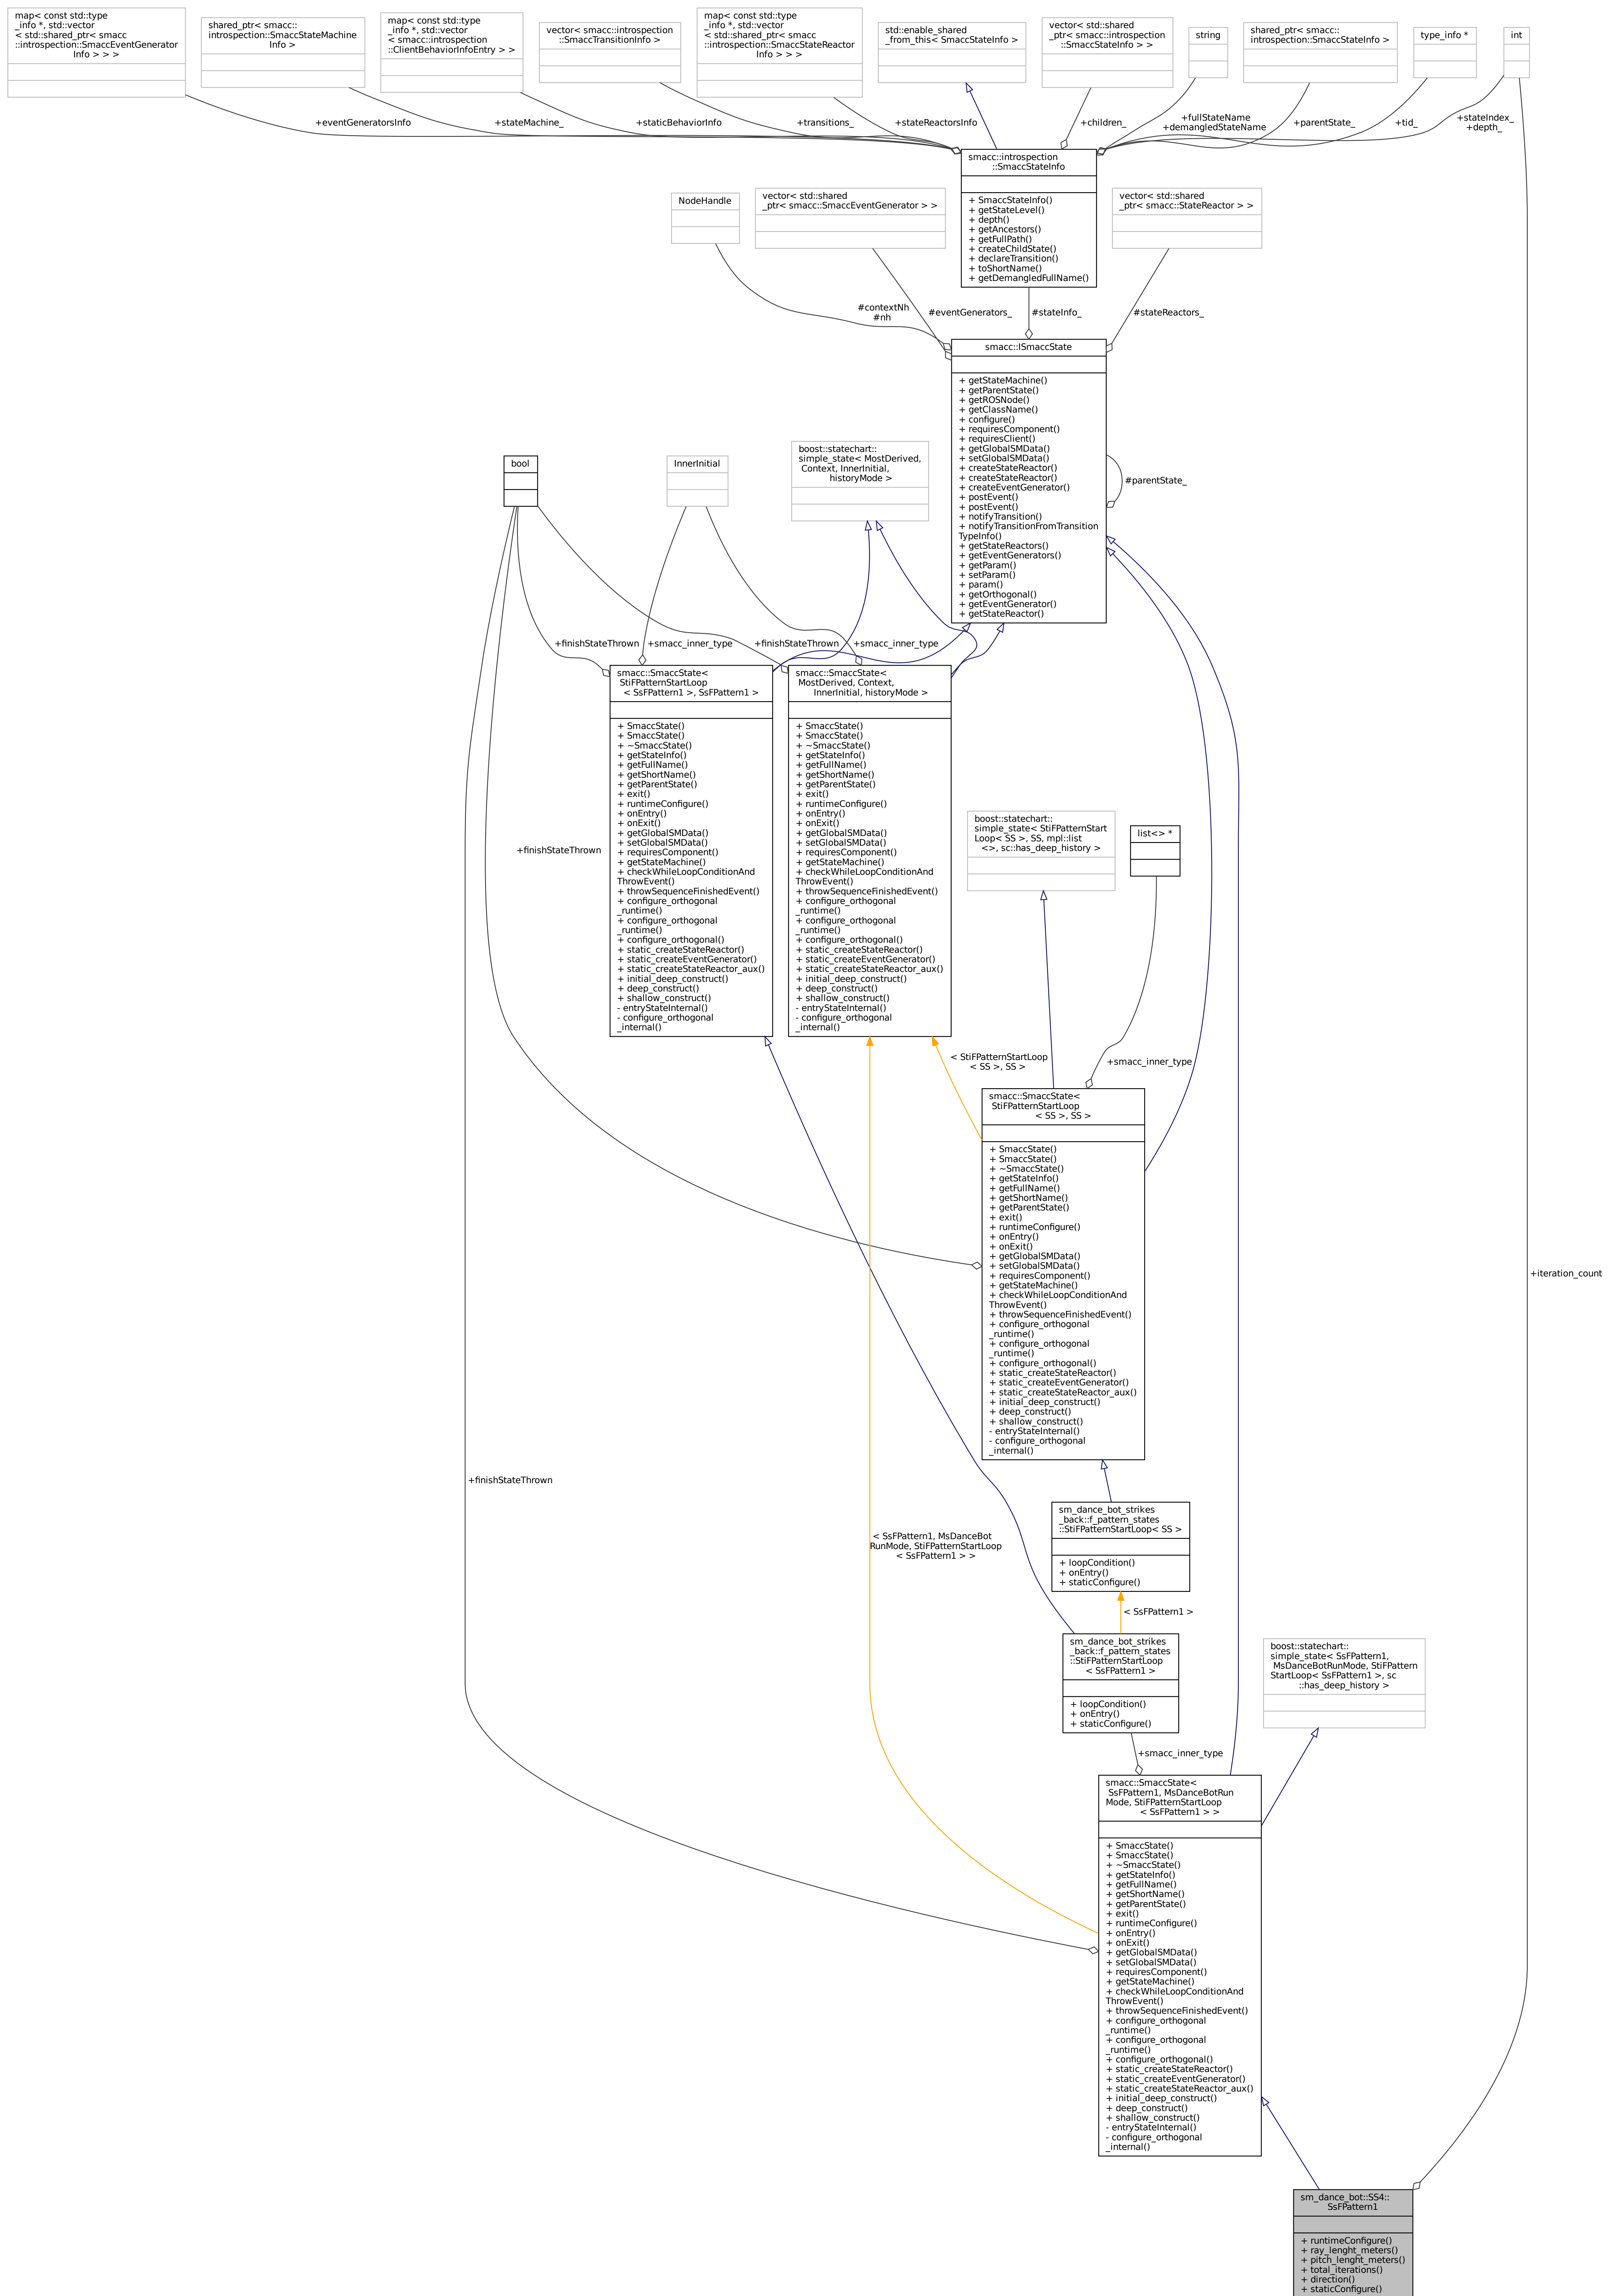 map< const std::type
_info *, std::vector
< std::shared_ptr< smacc
::introspection::SmaccEventGenerator
Info > > >
shared_ptr< smacc::
introspection::SmaccStateMachine
Info >
map< const std::type
_info *, std::vector
< smacc::introspection
::ClientBehaviorInfoEntry > >
vector< smacc::introspection
::SmaccTransitionInfo >
map< const std::type
_info *, std::vector
< std::shared_ptr< smacc
::introspection::SmaccStateReactor
Info > > >
std::enable_shared
_from_this< SmaccStateInfo >
vector< std::shared
_ptr< smacc::introspection
::SmaccStateInfo > >
string
shared_ptr< smacc::
introspection::SmaccStateInfo >
type_info *
int
+eventGeneratorsInfo
+stateMachine_
+staticBehaviorInfo
+transitions_
+stateReactorsInfo
+children_
+fullStateName
+demangledStateName
+parentState_
+tid_
+stateIndex_
+depth_
smacc::introspection
::SmaccStateInfo
+ SmaccStateInfo()
+ getStateLevel()
+ depth()
+ getAncestors()
+ getFullPath()
+ createChildState()
+ declareTransition()
+ toShortName()
+ getDemangledFullName()
NodeHandle
vector< std::shared
_ptr< smacc::SmaccEventGenerator > >
vector< std::shared
_ptr< smacc::StateReactor > >
#contextNh
#nh
#eventGenerators_
#stateInfo_
#stateReactors_
smacc::ISmaccState
+ getStateMachine()
+ getParentState()
+ getROSNode()
+ getClassName()
+ configure()
+ requiresComponent()
+ requiresClient()
+ getGlobalSMData()
+ setGlobalSMData()
+ createStateReactor()
+ createStateReactor()
+ createEventGenerator()
+ postEvent()
+ postEvent()
+ notifyTransition()
+ notifyTransitionFromTransition
TypeInfo()
+ getStateReactors()
+ getEventGenerators()
+ getParam()
+ setParam()
+ param()
+ getOrthogonal()
+ getEventGenerator()
+ getStateReactor()
#parentState_
bool
InnerInitial
boost::statechart::
simple_state< MostDerived,
Context, InnerInitial,
historyMode >
+finishStateThrown
+smacc_inner_type
+finishStateThrown
+smacc_inner_type
smacc::SmaccState<
StiFPatternStartLoop
< SsFPattern1 >, SsFPattern1 >
+ SmaccState()
+ SmaccState()
+ ~SmaccState()
+ getStateInfo()
+ getFullName()
+ getShortName()
+ getParentState()
+ exit()
+ runtimeConfigure()
+ onEntry()
+ onExit()
+ getGlobalSMData()
+ setGlobalSMData()
+ requiresComponent()
+ getStateMachine()
+ checkWhileLoopConditionAnd
ThrowEvent()
+ throwSequenceFinishedEvent()
+ configure_orthogonal
_runtime()
+ configure_orthogonal
_runtime()
+ configure_orthogonal()
+ static_createStateReactor()
+ static_createEventGenerator()
+ static_createStateReactor_aux()
+ initial_deep_construct()
+ deep_construct()
+ shallow_construct()
- entryStateInternal()
- configure_orthogonal
_internal()
smacc::SmaccState<
MostDerived, Context,
InnerInitial, historyMode >
+ SmaccState()
+ SmaccState()
+ ~SmaccState()
+ getStateInfo()
+ getFullName()
+ getShortName()
+ getParentState()
+ exit()
+ runtimeConfigure()
+ onEntry()
+ onExit()
+ getGlobalSMData()
+ setGlobalSMData()
+ requiresComponent()
+ getStateMachine()
+ checkWhileLoopConditionAnd
ThrowEvent()
+ throwSequenceFinishedEvent()
+ configure_orthogonal
_runtime()
+ configure_orthogonal
_runtime()
+ configure_orthogonal()
+ static_createStateReactor()
+ static_createEventGenerator()
+ static_createStateReactor_aux()
+ initial_deep_construct()
+ deep_construct()
+ shallow_construct()
- entryStateInternal()
- configure_orthogonal
_internal()
boost::statechart::
simple_state< StiFPatternStart
Loop< SS >, SS, mpl::list
<>, sc::has_deep_history >
list<> *
+finishStateThrown
< StiFPatternStartLoop
< SS >, SS >
+smacc_inner_type
smacc::SmaccState<
StiFPatternStartLoop
< SS >, SS >
+ SmaccState()
+ SmaccState()
+ ~SmaccState()
+ getStateInfo()
+ getFullName()
+ getShortName()
+ getParentState()
+ exit()
+ runtimeConfigure()
+ onEntry()
+ onExit()
+ getGlobalSMData()
+ setGlobalSMData()
+ requiresComponent()
+ getStateMachine()
+ checkWhileLoopConditionAnd
ThrowEvent()
+ throwSequenceFinishedEvent()
+ configure_orthogonal
_runtime()
+ configure_orthogonal
_runtime()
+ configure_orthogonal()
+ static_createStateReactor()
+ static_createEventGenerator()
+ static_createStateReactor_aux()
+ initial_deep_construct()
+ deep_construct()
+ shallow_construct()
- entryStateInternal()
- configure_orthogonal
_internal()
+iteration_count
+finishStateThrown
< SsFPattern1, MsDanceBot
RunMode, StiFPatternStartLoop
< SsFPattern1 > >
sm_dance_bot_strikes
_back::f_pattern_states
::StiFPatternStartLoop< SS >
+ loopCondition()
+ onEntry()
+ staticConfigure()
< SsFPattern1 >
sm_dance_bot_strikes
_back::f_pattern_states
::StiFPatternStartLoop
< SsFPattern1 >
+ loopCondition()
+ onEntry()
+ staticConfigure()
boost::statechart::
simple_state< SsFPattern1,
MsDanceBotRunMode, StiFPattern
StartLoop< SsFPattern1 >, sc
::has_deep_history >
+smacc_inner_type
smacc::SmaccState<
SsFPattern1, MsDanceBotRun
Mode, StiFPatternStartLoop
< SsFPattern1 > >
+ SmaccState()
+ SmaccState()
+ ~SmaccState()
+ getStateInfo()
+ getFullName()
+ getShortName()
+ getParentState()
+ exit()
+ runtimeConfigure()
+ onEntry()
+ onExit()
+ getGlobalSMData()
+ setGlobalSMData()
+ requiresComponent()
+ getStateMachine()
+ checkWhileLoopConditionAnd
ThrowEvent()
+ throwSequenceFinishedEvent()
+ configure_orthogonal
_runtime()
+ configure_orthogonal
_runtime()
+ configure_orthogonal()
+ static_createStateReactor()
+ static_createEventGenerator()
+ static_createStateReactor_aux()
+ initial_deep_construct()
+ deep_construct()
+ shallow_construct()
- entryStateInternal()
- configure_orthogonal
_internal()
sm_dance_bot::SS4::
SsFPattern1
+ runtimeConfigure()
+ ray_lenght_meters()
+ pitch_lenght_meters()
+ total_iterations()
+ direction()
+ staticConfigure()